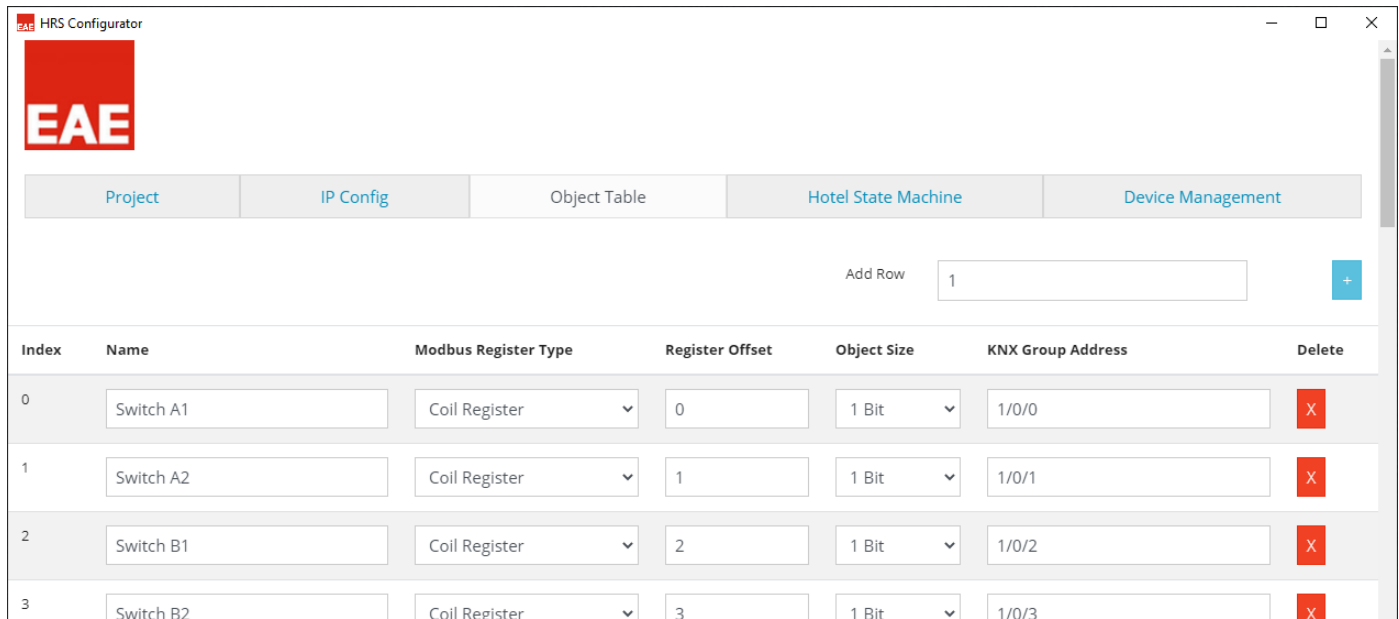 EAE HRS Configurator
EAE
Project IP Config Object Table Hotel State Machine Device Management
Add Row 1 +
Index Name Modbus Register Type Register Offset Object Size KNX Group Address Delete
0 Switch A1 Coil Register 0 1 Bit 1/0/0 X
1 Switch A2 Coil Register 1 1 Bit 1/0/1 X
2 Switch B1 Coil Register 2 1 Bit 1/0/2 X
3 Switch B2 Coil Register 3 1 Bit 1/0/3 X